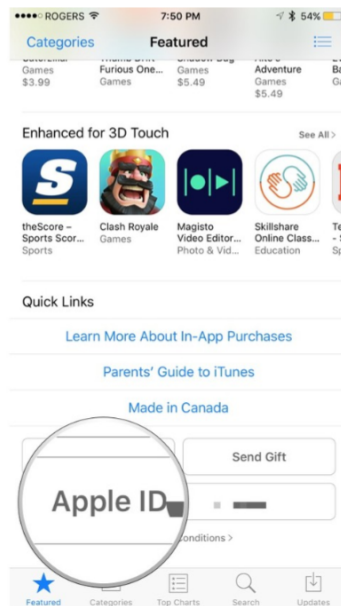 ROGERS 7:50 PM 54%
Categories Featured
Games Furious One... Games Adventure
$3.99 Games $5.49 Games
$5.49
Enhanced for 3D Touch See All >
S
theScore – Clash Royale Magisto Skillshare
Sports Scor... Games Video Editor... Online Class...
Sports Photo & Vid... Education
Quick Links
Learn More About In-App Purchases
Parents' Guide to iTunes
Made in Canada
Send Gift
Apple ID
Conditions >
Featured Categories Top Charts Search Updates